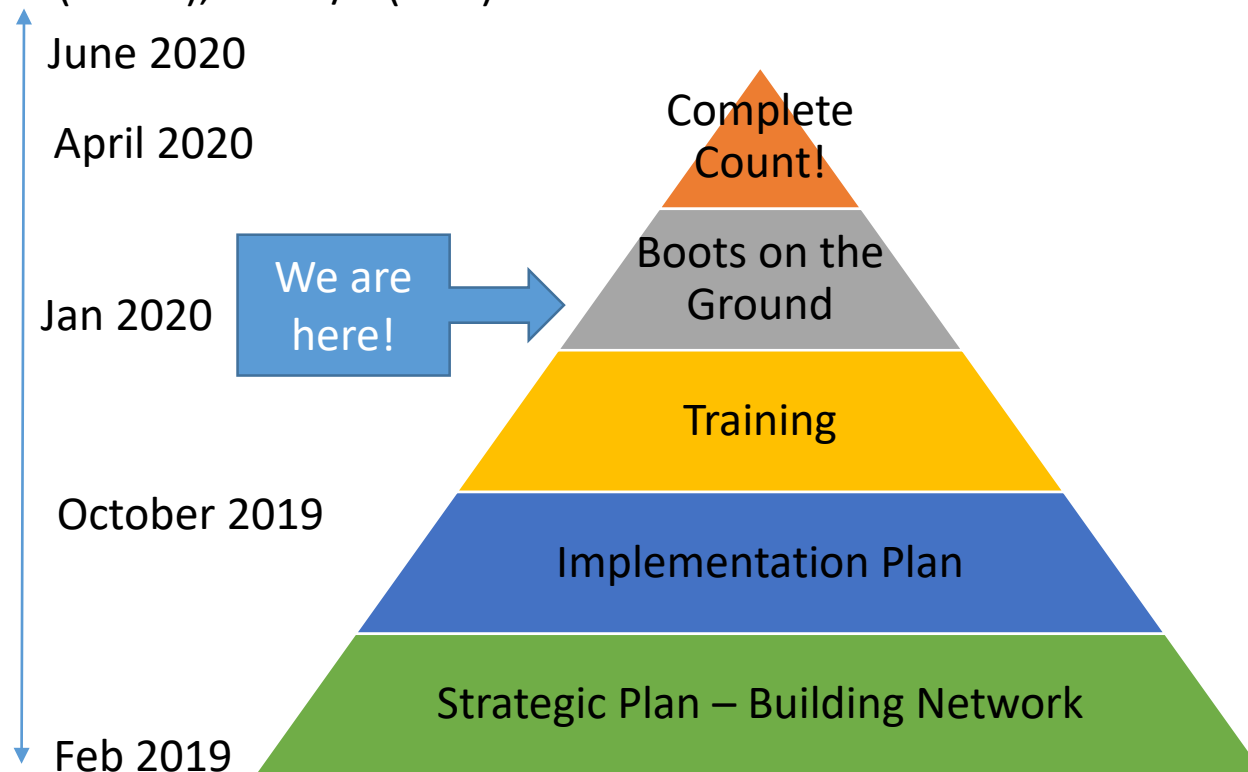 June 2020
Complete
Count!
April 2020
Boots on the
Ground
We are
here!
Jan 2020
Training
October 2019
Implementation Plan
Strategic Plan – Building Network
Feb 2019